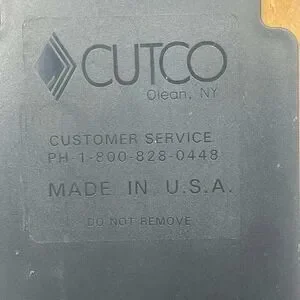 CUTCO
Olean, NY
CUSTOMER SERVICE
PH-1-800-828-0448
MADE IN U.S.A.
DO NOT REMOVE